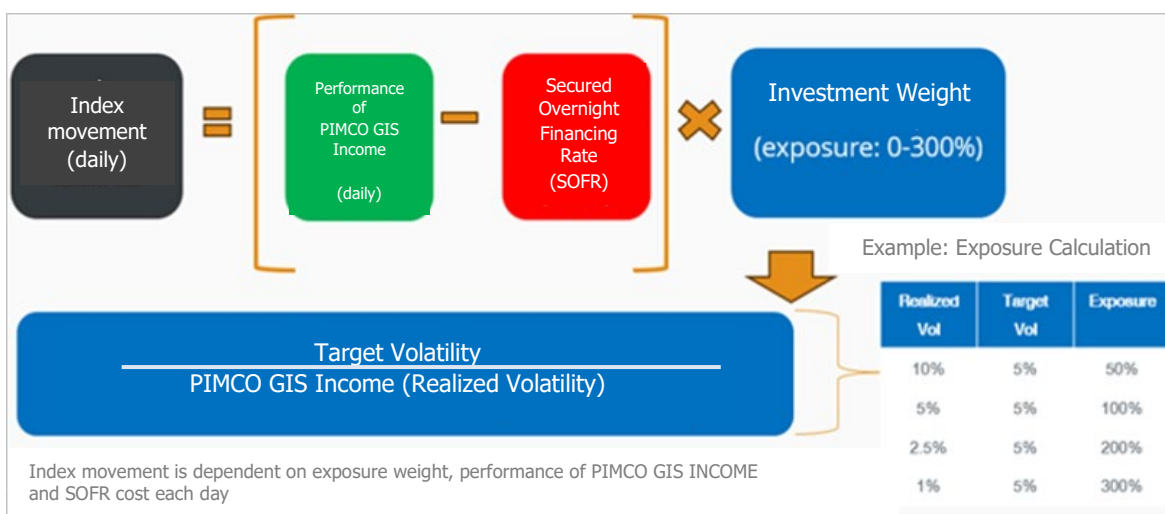 Index
movement
(daily)
=
Performance
of
PIMCO GIS
Income
(daily)
−
Secured
Overnight
Financing
Rate
(SOFR)
×
Investment Weight
(exposure: 0-300%)
Example: Exposure Calculation
Target Volatility
PIMCO GIS Income (Realized Volatility)
Realized Vol Target Vol Exposure
10% 5% 50%
5% 5% 100%
2.5% 5% 200%
1% 5% 300%
Index movement is dependent on exposure weight, performance of PIMCO GIS INCOME
and SOFR cost each day